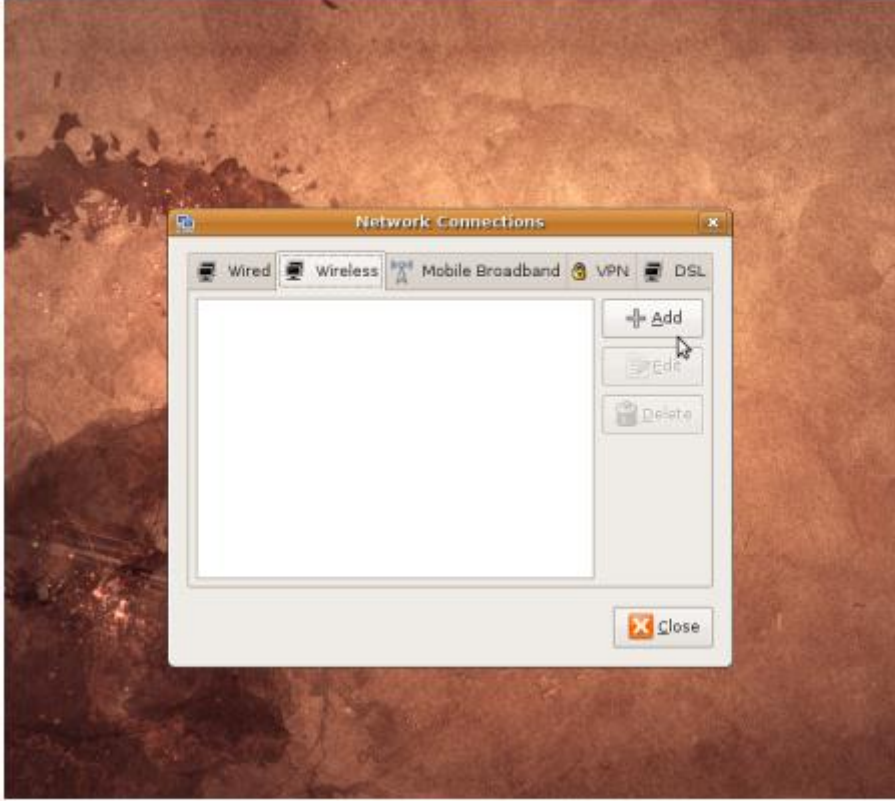 Network Connections
Wired Wireless Mobile Broadband VPN DSL
Add
Edit
Delete
Close